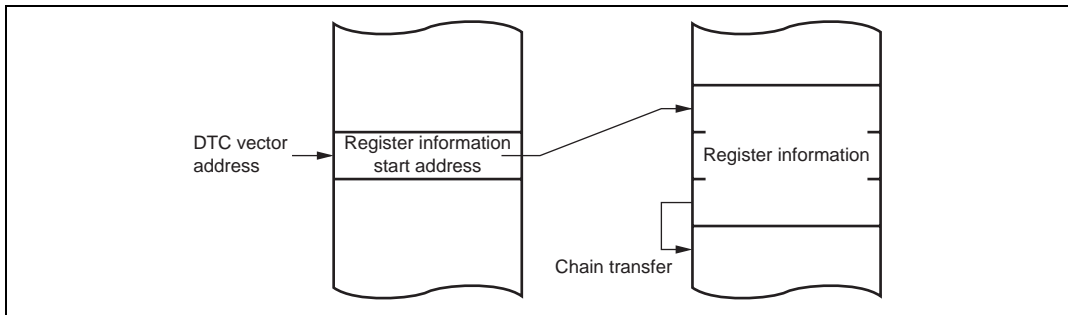 DTC vector
address
Register information
start address
Register information
Chain transfer